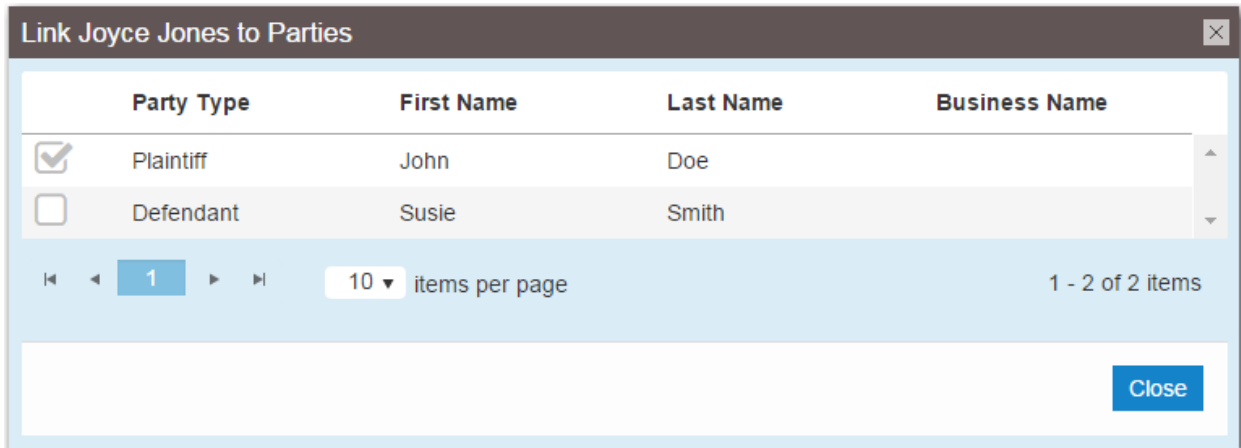 Link Joyce Jones to Parties
Party Type First Name Last Name Business Name
Plaintiff John Doe
Defendant Susie Smith
1 10 items per page 1 - 2 of 2 items
Close